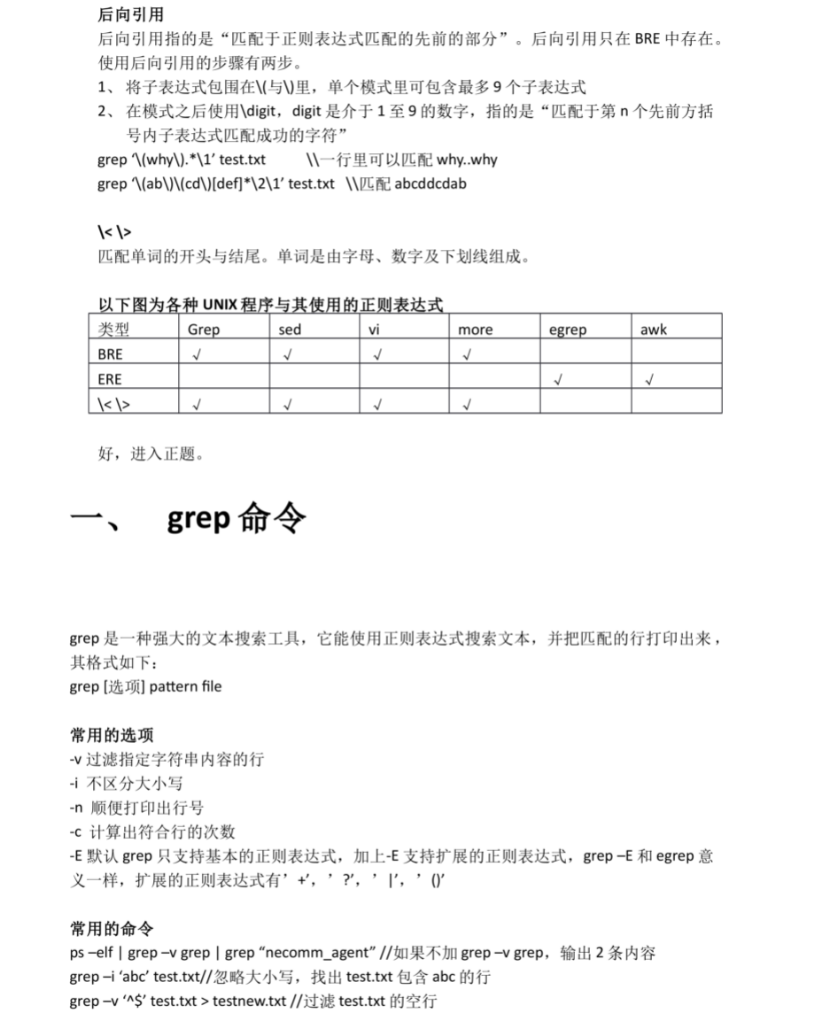 后向引用
后向引用指的是“匹配于正则表达式匹配的先前的部分”。后向引用只在 BRE 中存在。
使用后向引用的步骤有两步。
1、 将子表达式包围在\(与\)里，单个模式里可包含最多 9 个子表达式
2、 在模式之后使用\digit，digit 是介于 1 至 9 的数字，指的是“匹配于第 n 个先前方括
号内子表达式匹配成功的字符”
grep ‘\(why\).*\1’ test.txt \\一行里可以匹配 why..why
grep ‘\(ab\)\(cd\)[def]*\2\1’ test.txt \\匹配 abcddcdab
\< \>
匹配单词的开头与结尾。单词是由字母、数字及下划线组成。
以下图为各种 UNIX 程序与其使用的正则表达式
类型 Grep sed vi more egrep awk
BRE √ √ √ √
ERE √ √
\< \> √ √ √ √
好，进入正题。
一、 grep 命令
grep 是一种强大的文本搜索工具，它能使用正则表达式搜索文本，并把匹配的行打印出来，
其格式如下：
grep [选项] pattern file
常用的选项
-v 过滤指定字符串内容的行
-i 不区分大小写
-n 顺便打印出行号
-c 计算出符合行的次数
-E 默认 grep 只支持基本的正则表达式，加上-E 支持扩展的正则表达式，grep –E 和 egrep 意
义一样，扩展的正则表达式有’+’，’?’，’|’，’()’
常用的命令
ps –elf | grep –v grep | grep “necomm_agent” //如果不加 grep –v grep，输出 2 条内容
grep –i ‘abc’ test.txt//忽略大小写，找出 test.txt 包含 abc 的行
grep –v ‘^$’ test.txt > testnew.txt //过滤 test.txt 的空行